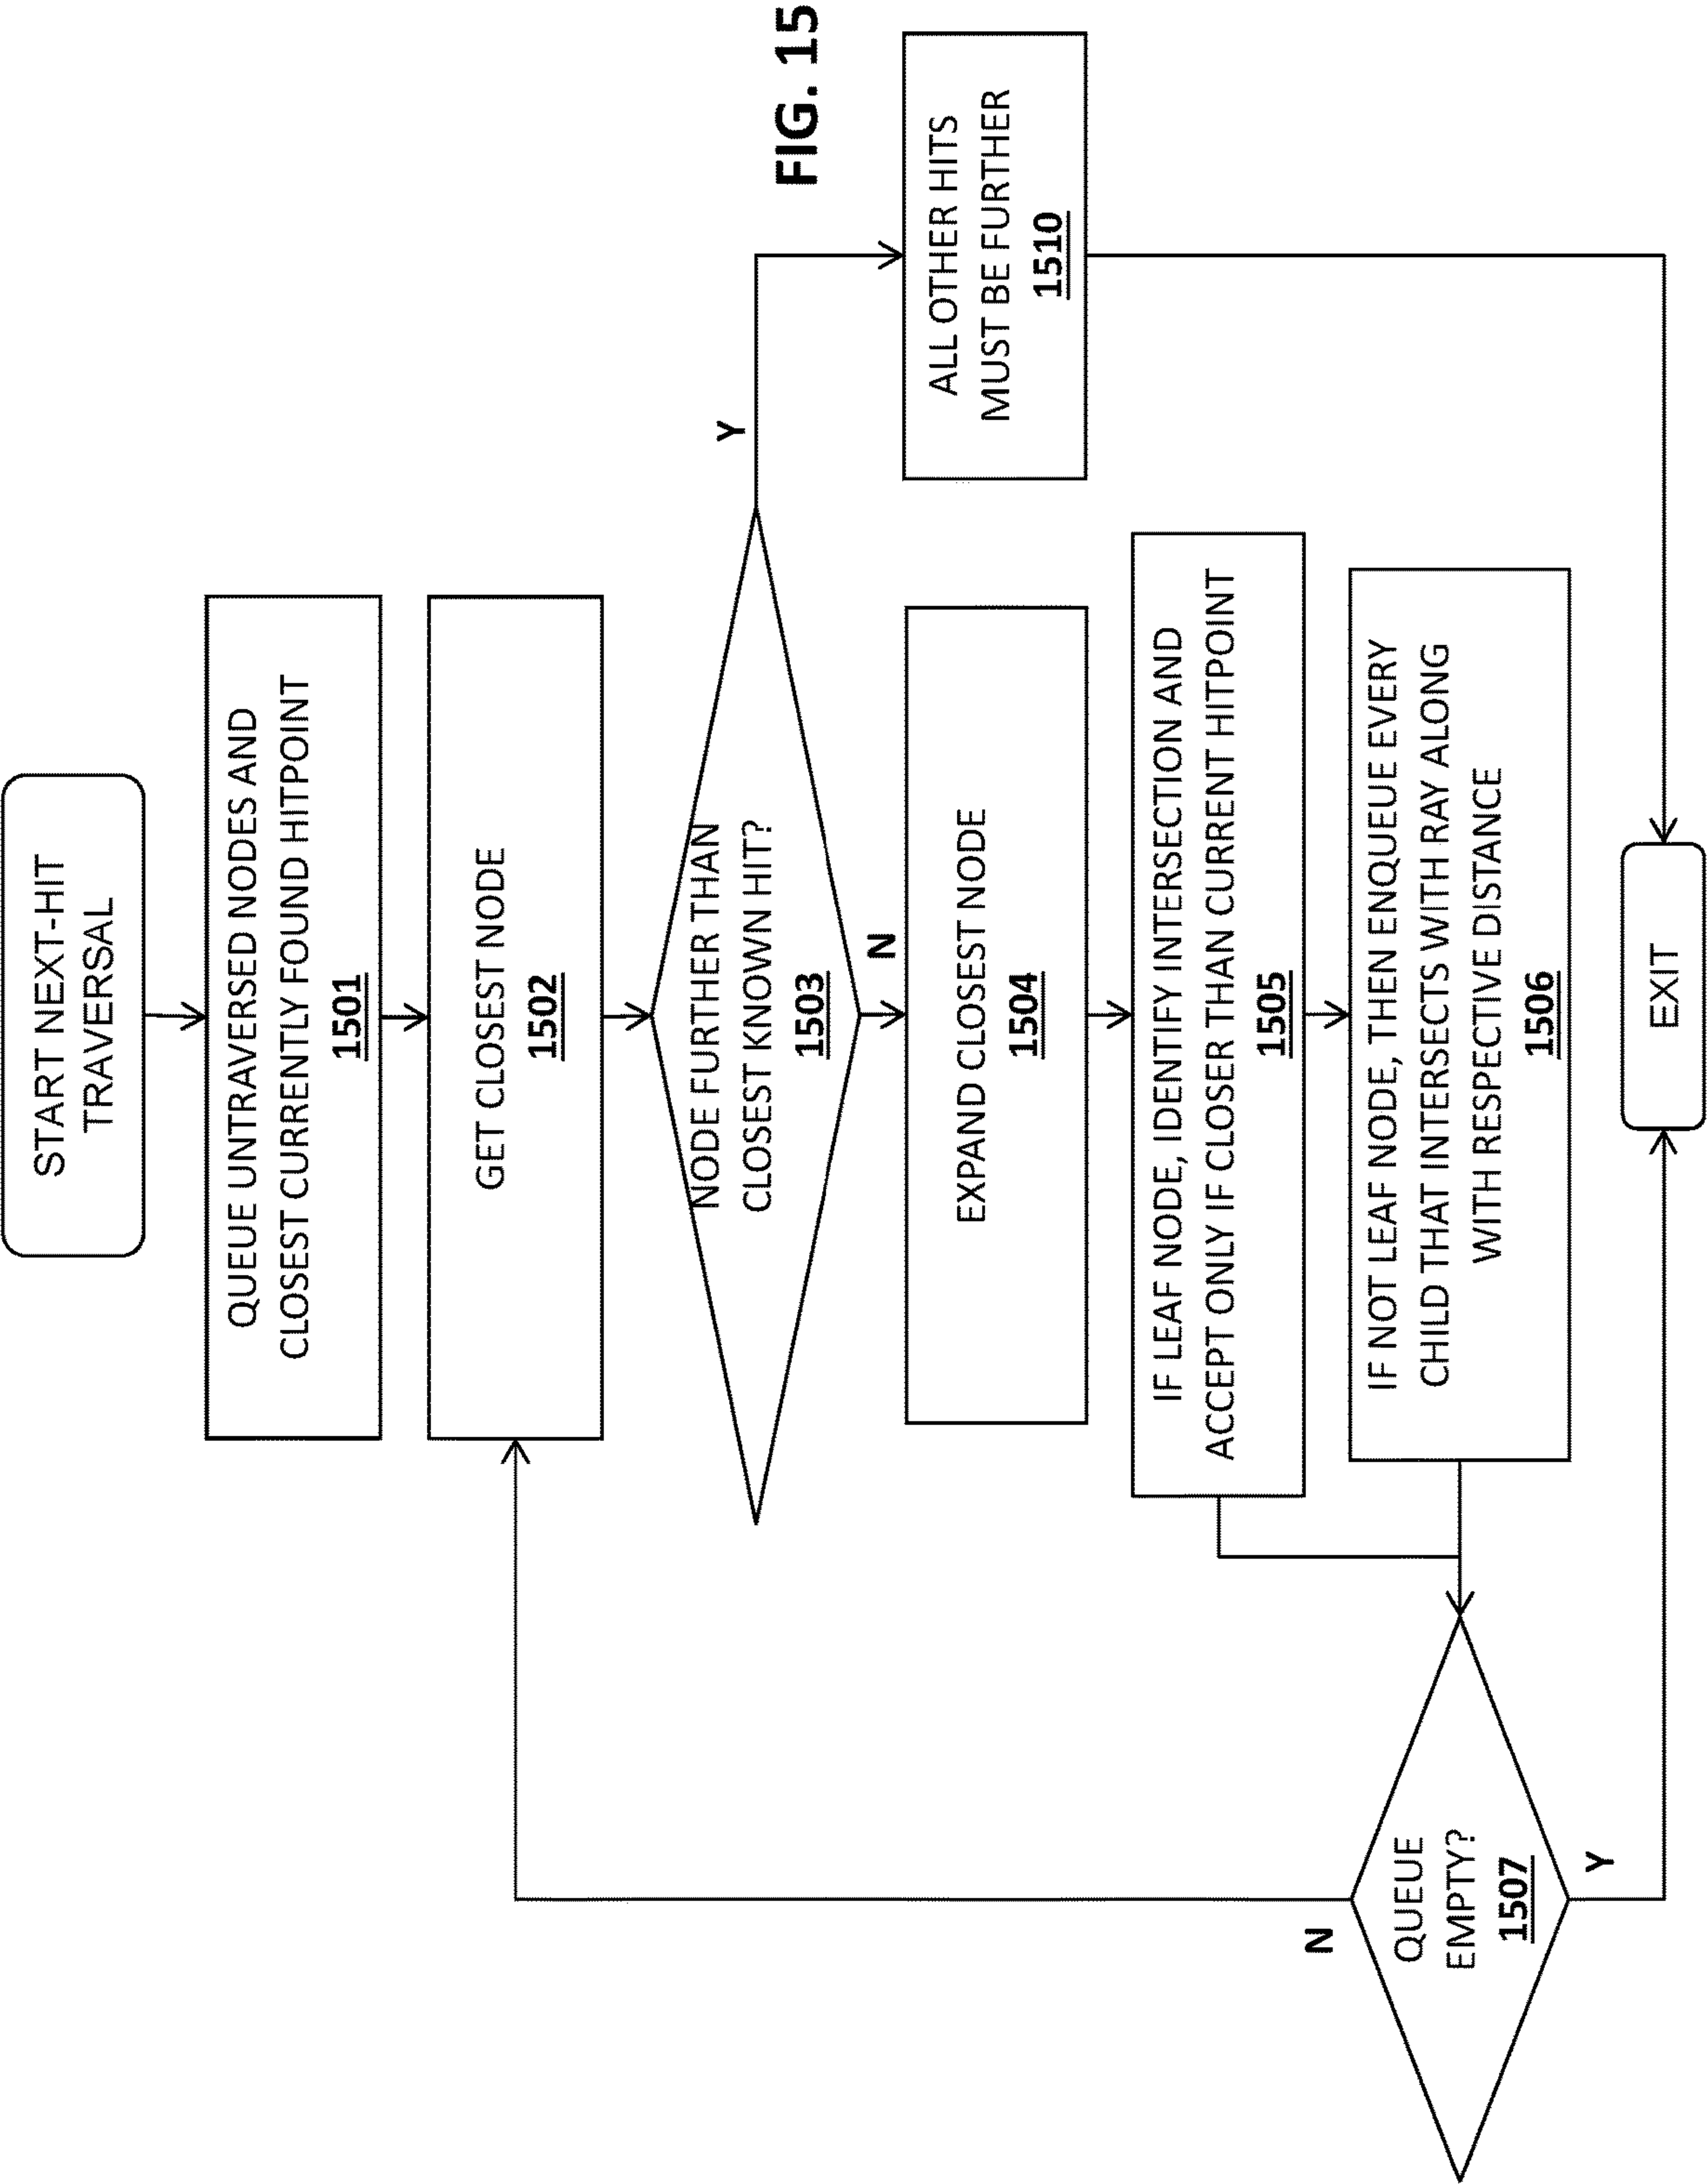 START NEXT-HIT
TRAVERSAL
QUEUE UNTRAVERSED NODES AND
CLOSEST CURRENTLY FOUND HITPOINT
1501
GET CLOSEST NODE
1502
NODE FURTHER THAN
CLOSEST KNOWN HIT?
1503
Y
N
ALL OTHER HITS
MUST BE FURTHER
1510
EXPAND CLOSEST NODE
1504
IF LEAF NODE, IDENTIFY INTERSECTION AND
ACCEPT ONLY IF CLOSER THAN CURRENT HITPOINT
1505
IF NOT LEAF NODE, THEN ENQUEUE EVERY
CHILD THAT INTERSECTS WITH RAY ALONG
WITH RESPECTIVE DISTANCE
1506
N
QUEUE
EMPTY?
1507
Y
EXIT
FIG. 15